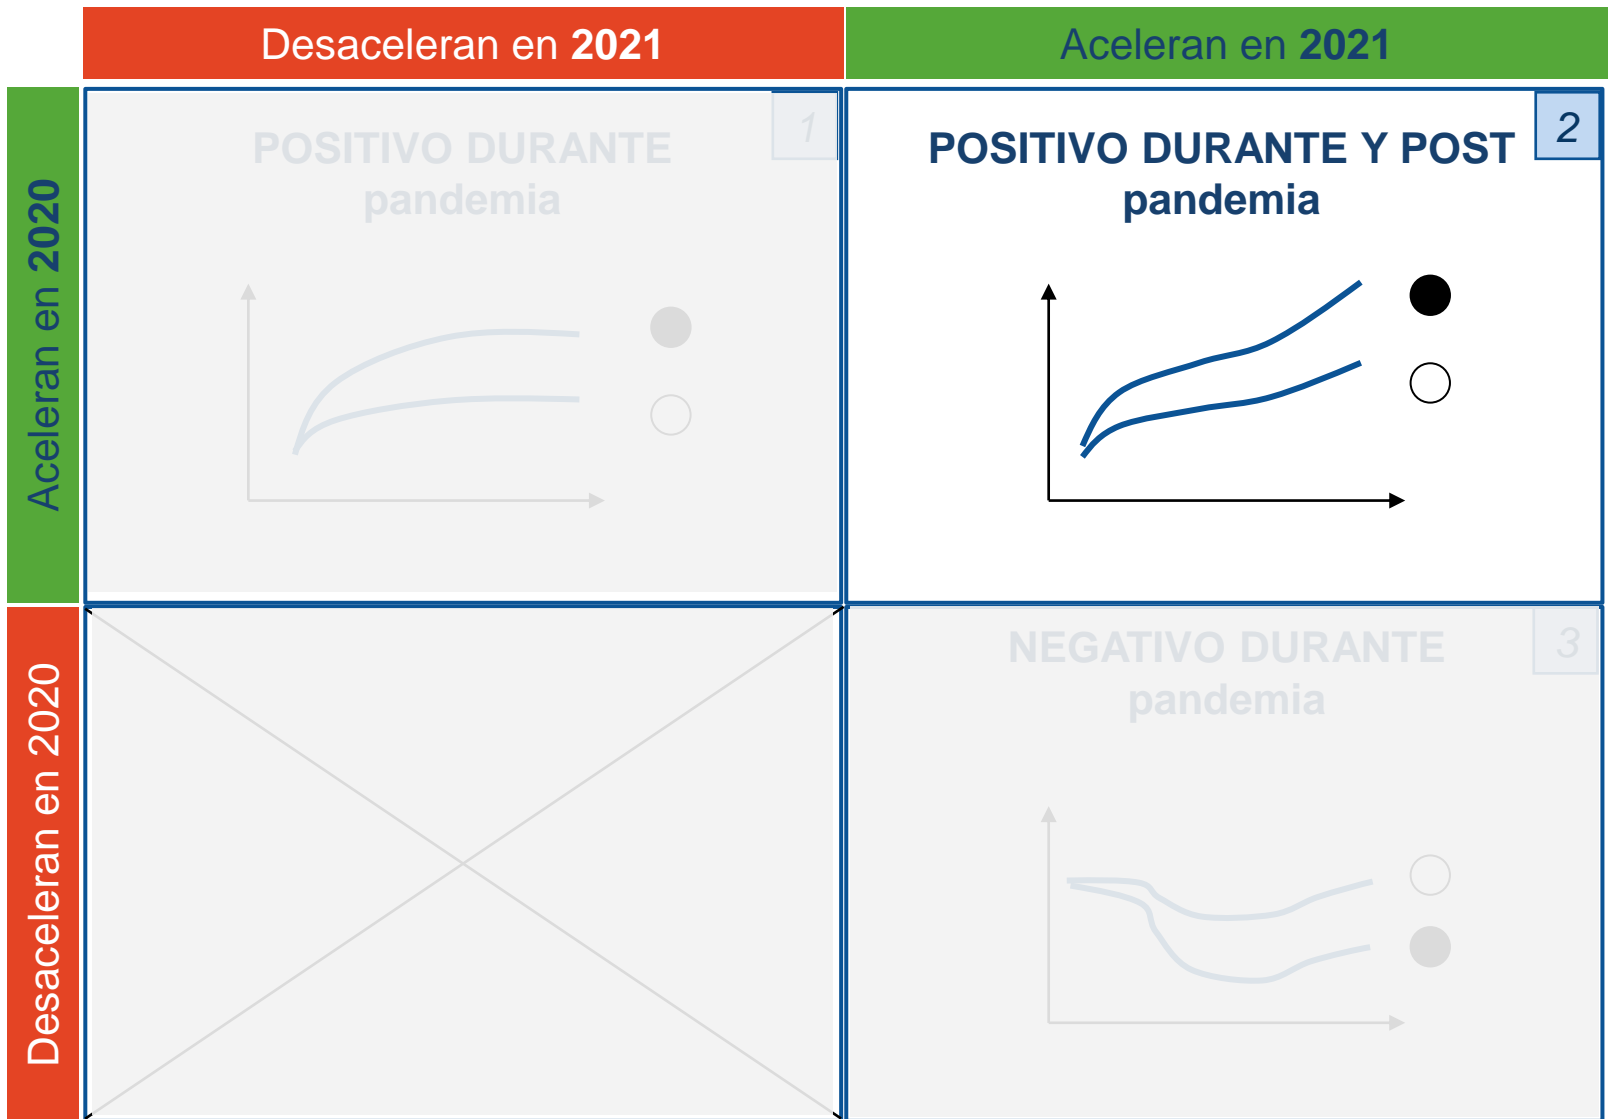 Desaceleran en 2021
Aceleran en 2021
Aceleran en 2020
POSITIVO DURANTE
pandemia
1
POSITIVO DURANTE Y POST
pandemia
2
Desaceleran en 2020
NEGATIVO DURANTE
pandemia
3